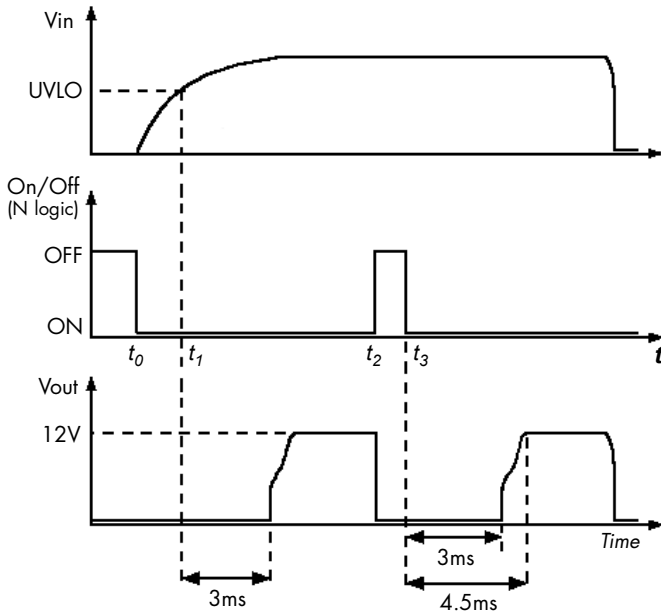 Vin
UVLO
On/Off
(N logic)
OFF
ON
t0 t1 t2 t3 t
Vout
12V
Time
3ms
3ms
4.5ms